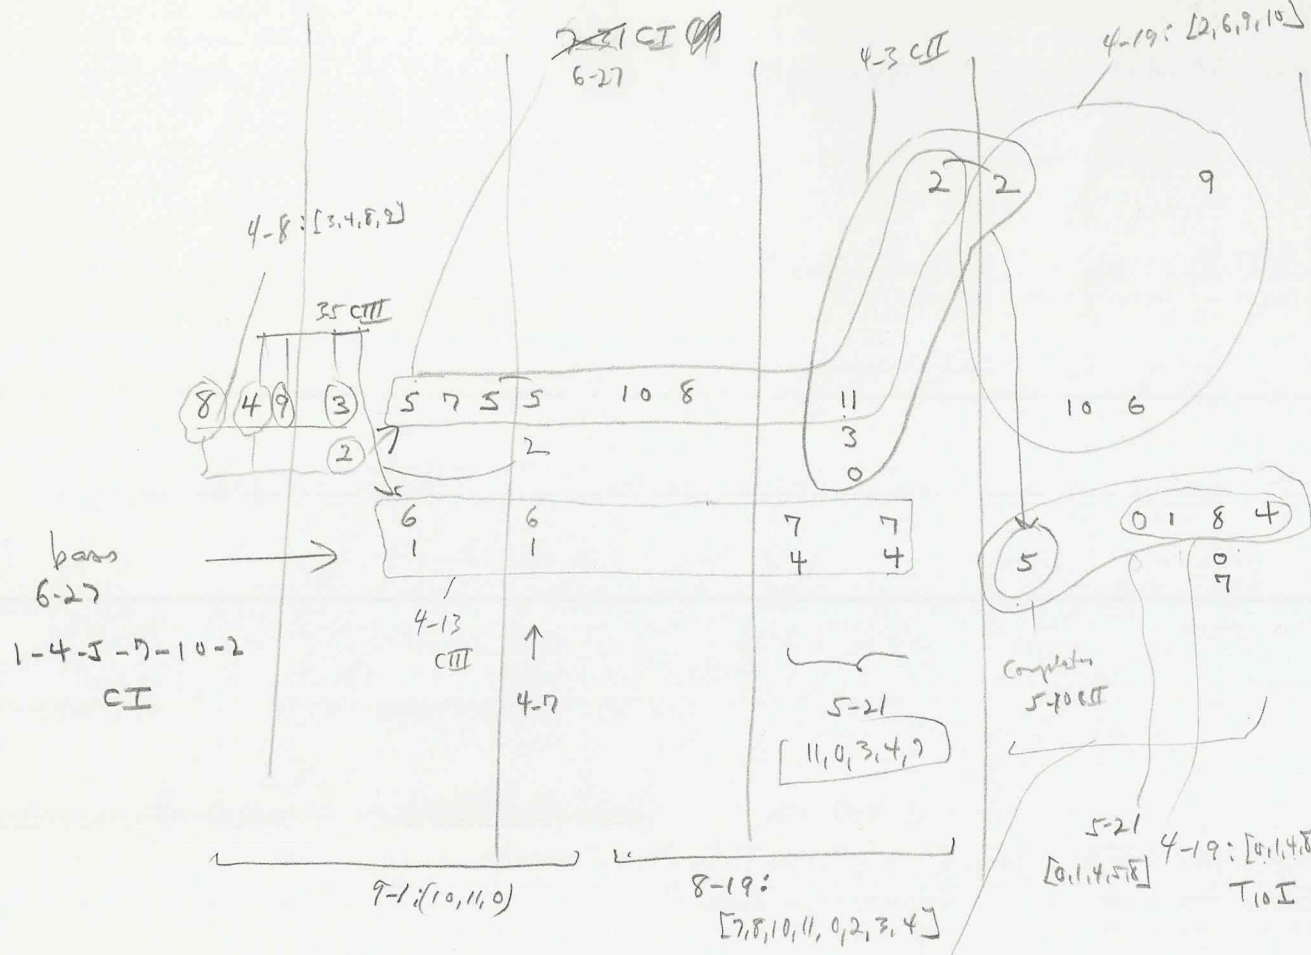 7-31 CI
6-27
4-3 CII
4-19: [2,6,9,10]
2 2 9
4-8: [3,4,8,9]
3-5 CIII
8 4 9 3 5 7 5 5 10 8 11 10 6
2 2 3
0
6 6 7 7 0 1 8 4
1 1 4 4 5 0
7
bass
6-27
1-4-5-7-10-2
CI
4-13
CIII
4-7
5-21
[11,0,3,4,7]
Completes
5-21
[0,1,4,5,8]
4-19: [0,1,4,8
T10I
9-1: (10,11,0)
8-19:
[7,8,10,11,0,2,3,4]